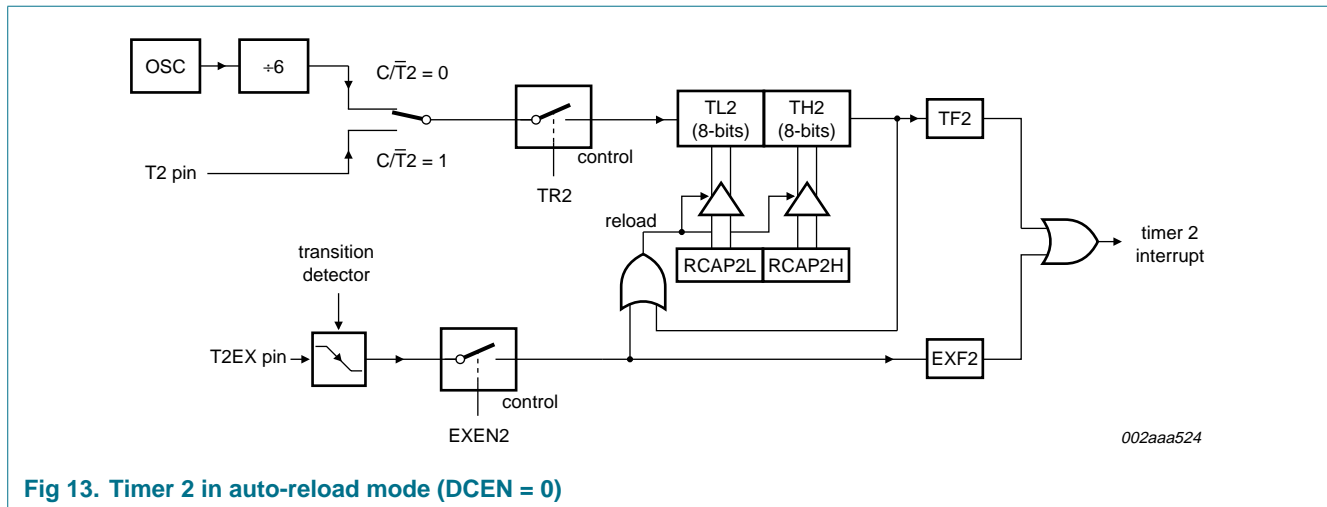 OSC
÷6
C/T̅2 = 0
C/T̅2 = 1
T2 pin
control
TR2
TL2
(8-bits)
TH2
(8-bits)
TF2
reload
RCAP2L
RCAP2H
timer 2
interrupt
transition
detector
T2EX pin
control
EXEN2
EXF2
002aaa524
Fig 13. Timer 2 in auto-reload mode (DCEN = 0)